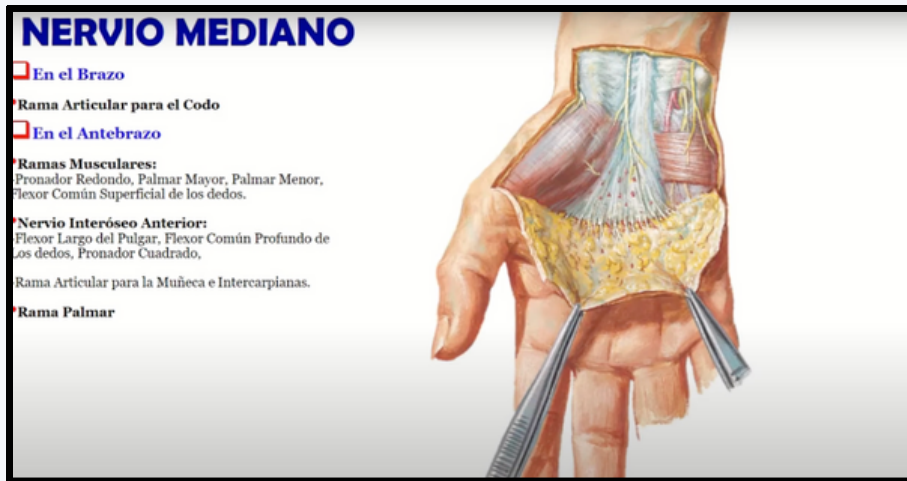 NERVIO MEDIANO
En el Brazo
Rama Articular para el Codo
En el Antebrazo
Ramas Musculares:
Pronador Redondo, Palmar Mayor, Palmar Menor,
Flexor Común Superficial de los dedos.
Nervio Interóseo Anterior:
Flexor Largo del Pulgar, Flexor Común Profundo de
Los dedos, Pronador Cuadrado,
Rama Articular para la Muñeca e Intercarpianas.
Rama Palmar